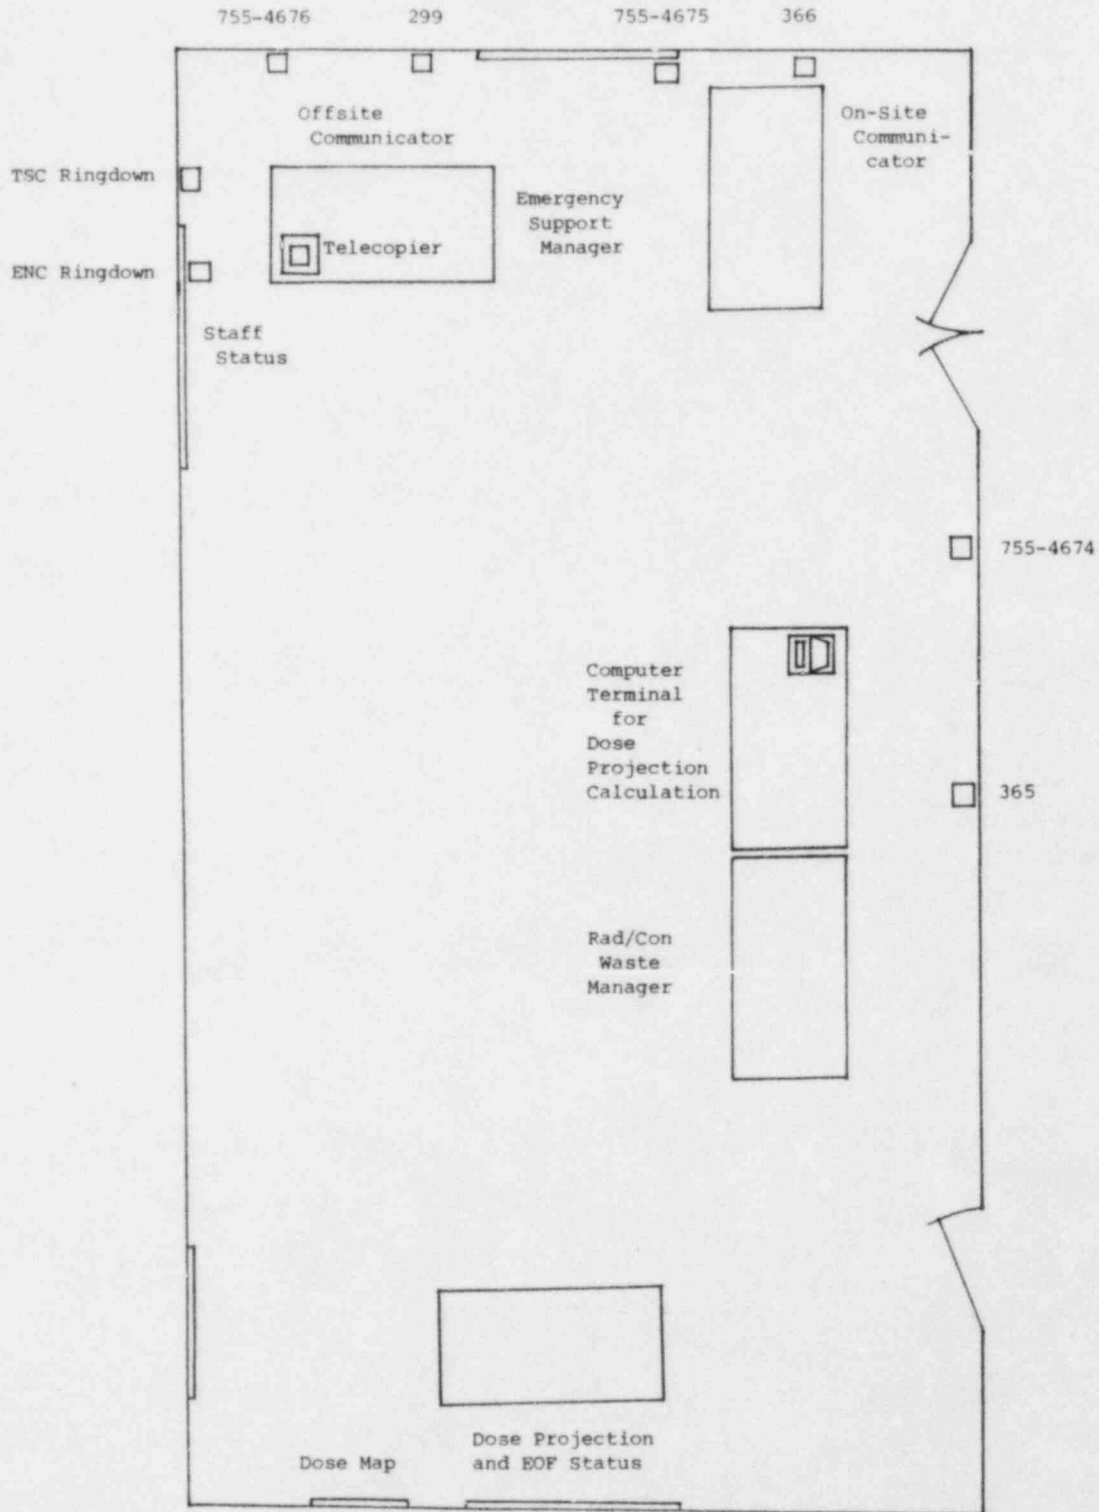 755-4676
299
755-4675
366
Offsite
Communicator
On-Site
Communi-
cator
TSC Ringdown
Emergency
Support
Manager
Telecopier
ENC Ringdown
Staff
Status
755-4674
Computer
Terminal
for
Dose
Projection
Calculation
365
Rad/Con
Waste
Manager
Dose Projection
and EOF Status
Dose Map